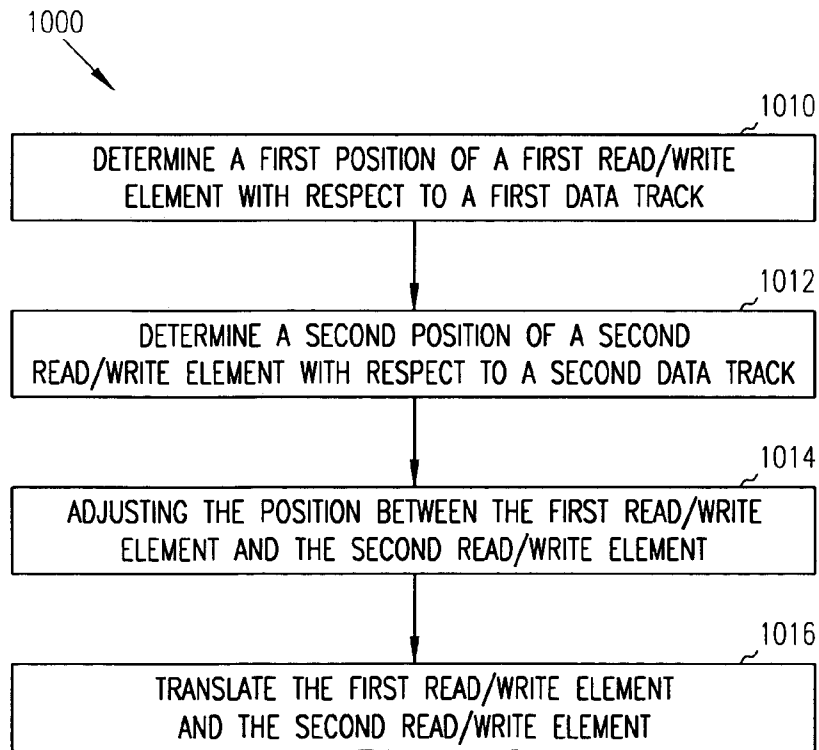 1000
1010
DETERMINE A FIRST POSITION OF A FIRST READ/WRITE
ELEMENT WITH RESPECT TO A FIRST DATA TRACK
1012
DETERMINE A SECOND POSITION OF A SECOND
READ/WRITE ELEMENT WITH RESPECT TO A SECOND DATA TRACK
1014
ADJUSTING THE POSITION BETWEEN THE FIRST READ/WRITE
ELEMENT AND THE SECOND READ/WRITE ELEMENT
1016
TRANSLATE THE FIRST READ/WRITE ELEMENT
AND THE SECOND READ/WRITE ELEMENT